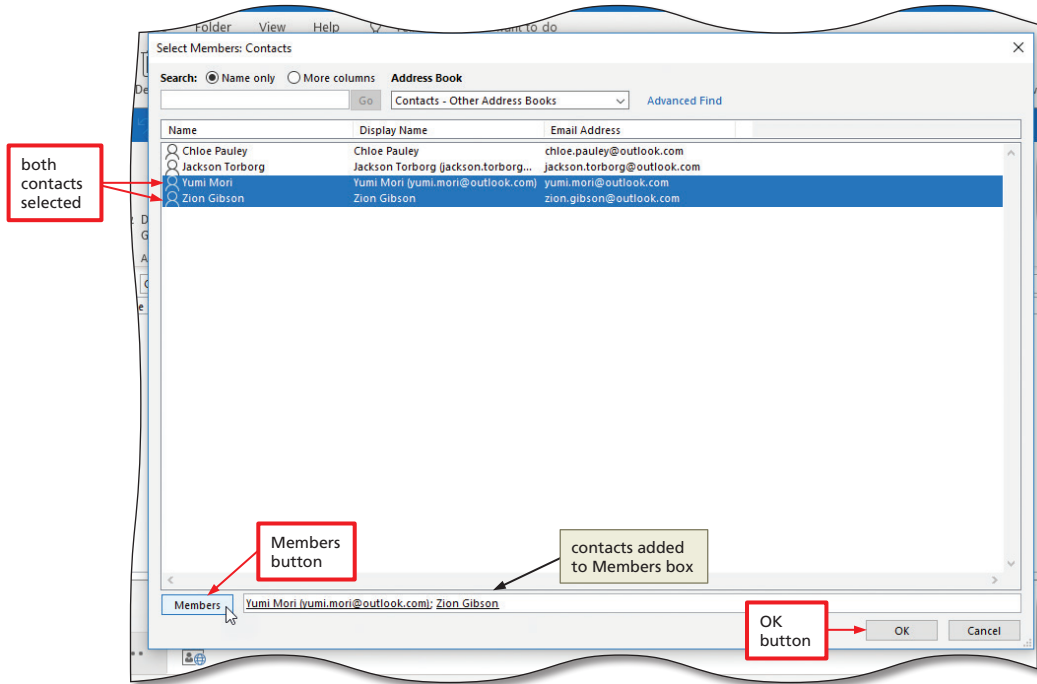 Folder View Help
Select Members: Contacts
Search: Name only More columns Address Book
Go Contacts - Other Address Books Advanced Find
Name Display Name Email Address
Chloe Pauley Chloe Pauley chloe.pauley@outlook.com
Jackson Torborg Jackson Torborg (jackson.torborg... jackson.torborg@outlook.com
Yumi Mori Yumi Mori (yumi.mori@outlook.com) yumi.mori@outlook.com
Zion Gibson Zion Gibson zion.gibson@outlook.com
both
contacts
selected
Members
button
contacts added
to Members box
Members Yumi Mori (yumi.mori@outlook.com); Zion Gibson
OK
button
OK Cancel